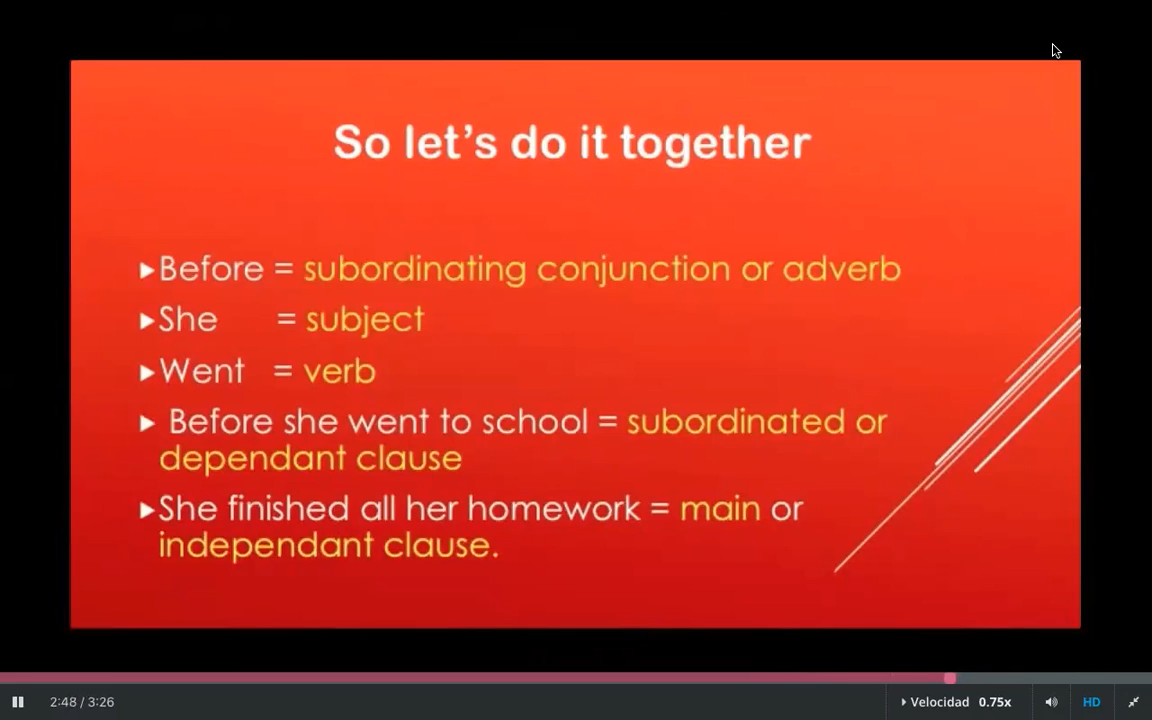 So let's do it together
▶Before = subordinating conjunction or adverb
▶She = subject
▶Went = verb
▶ Before she went to school = subordinated or
dependant clause
▶She finished all her homework = main or
independant clause.
2:48 / 3:26
Velocidad 0.75x
HD